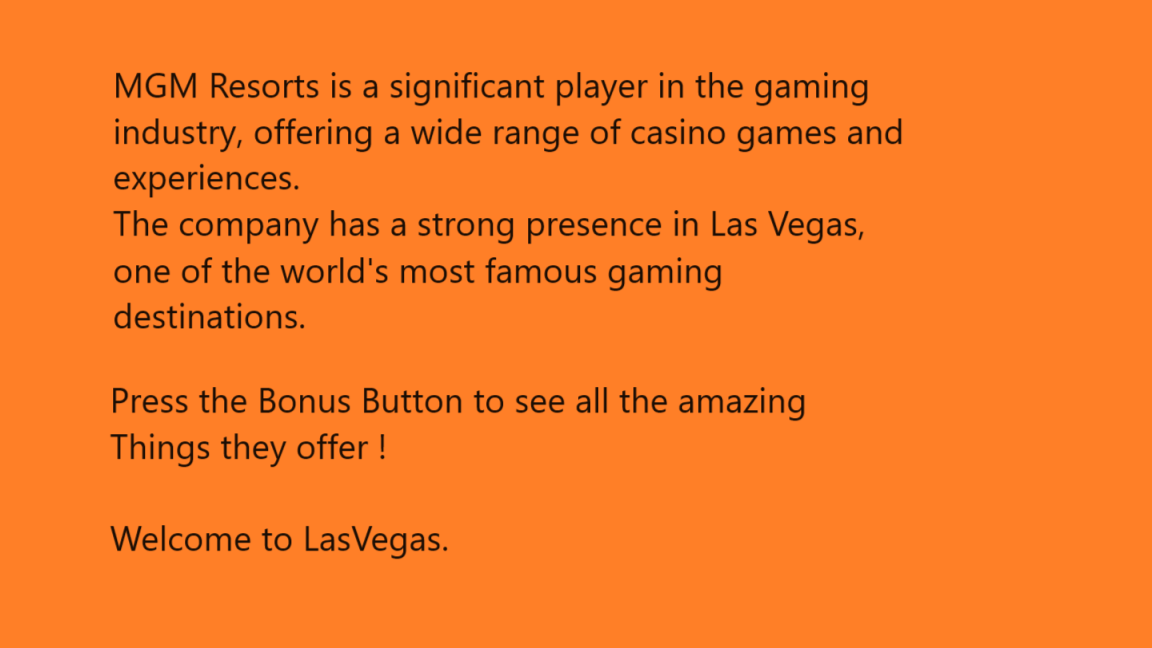 MGM Resorts is a significant player in the gaming
industry, offering a wide range of casino games and
experiences.
The company has a strong presence in Las Vegas,
one of the world's most famous gaming
destinations.
Press the Bonus Button to see all the amazing
Things they offer !
Welcome to LasVegas.